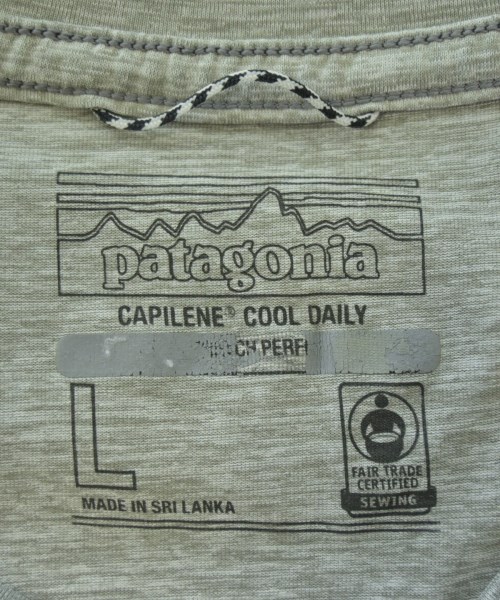 patagonia
CAPILENE® COOL DAILY
L
MADE IN SRI LANKA
FAIR TRADE
CERTIFIED
SEWING